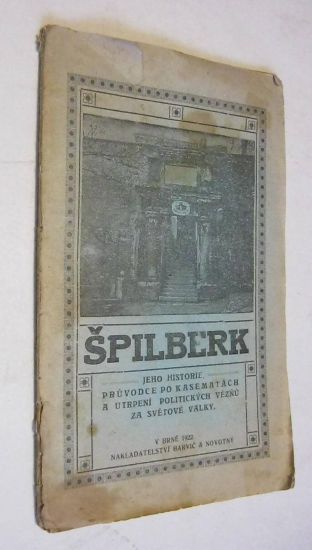 ŠPILBERK
JEHO HISTORIE.
PRŮVODCE PO KASEMATÁCH
A UTRPENÍ POLITICKÝCH VĚZŇŮ
ZA SVĚTOVÉ VÁLKY.
V BRNĚ 1922
NAKLADATELSTVÍ BARVIČ & NOVOTNÝ